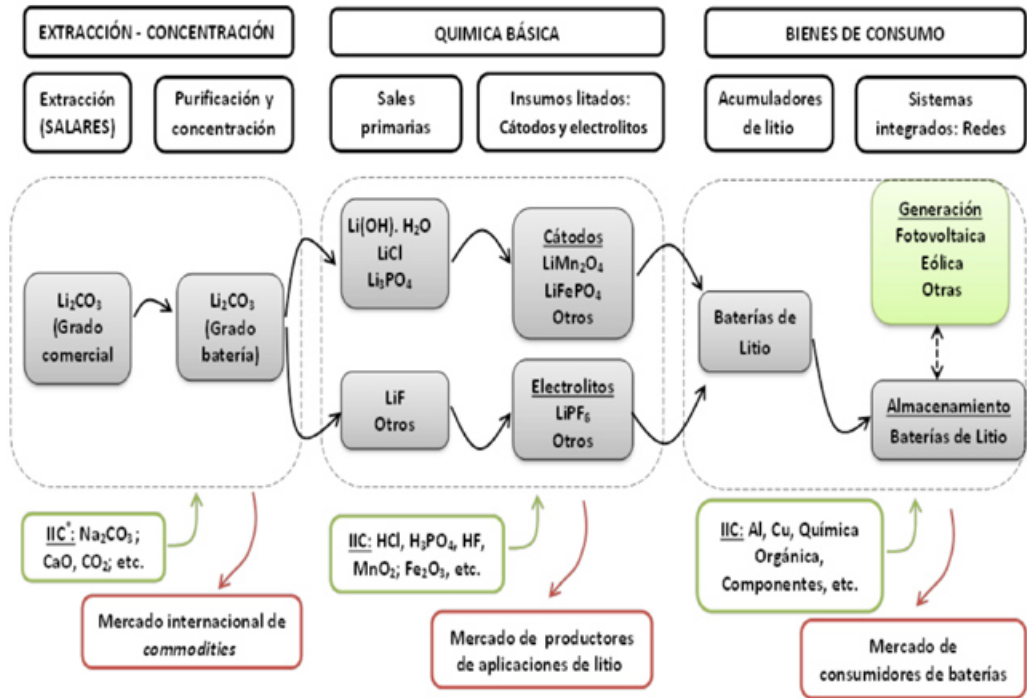 EXTRACCIÓN - CONCENTRACIÓN
QUIMICA BÁSICA
BIENES DE CONSUMO
Extracción
(SALARES)
Purificación y
concentración
Sales
primarias
Insumos litados:
Cátodos y electrolitos
Acumuladores
de litio
Sistemas
integrados: Redes
Li₂CO₃
(Grado
comercial
Li₂CO₃
(Grado
batería)
Li(OH). H₂O
LiCl
Li₃PO₄
Cátodos
LiMn₂O₄
LiFePO₄
Otros
LiF
Otros
Electrolitos
LiPF₆
Otros
Baterías de
Litio
Generación
Fotovoltaica
Eólica
Otras
Almacenamiento
Baterías de Litio
IIC*: Na₂CO₃;
CaO, CO₂; etc.
Mercado internacional de
commodities
IIC: HCl, H₃PO₄, HF,
MnO₂; Fe₂O₃, etc.
Mercado de productores
de aplicaciones de litio
IIC: Al, Cu, Química
Orgánica,
Componentes, etc.
Mercado de
consumidores de baterías